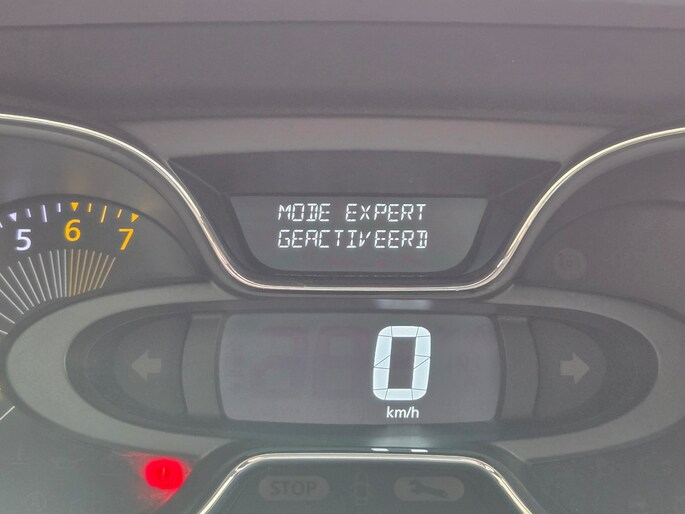 MODE EXPERT
GEACTIVEERD
5 6 7
0
km/h
STOP